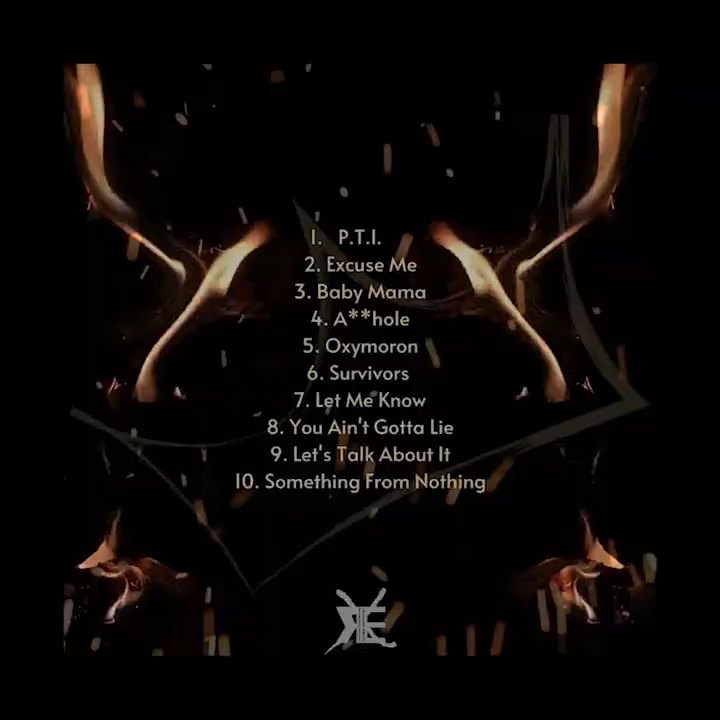 1. P.T.I.
2. Excuse Me
3. Baby Mama
4. A**hole
5. Oxymoron
6. Survivors
7. Let Me Know
8. You Ain't Gotta Lie
9. Let's Talk About It
10. Something From Nothing